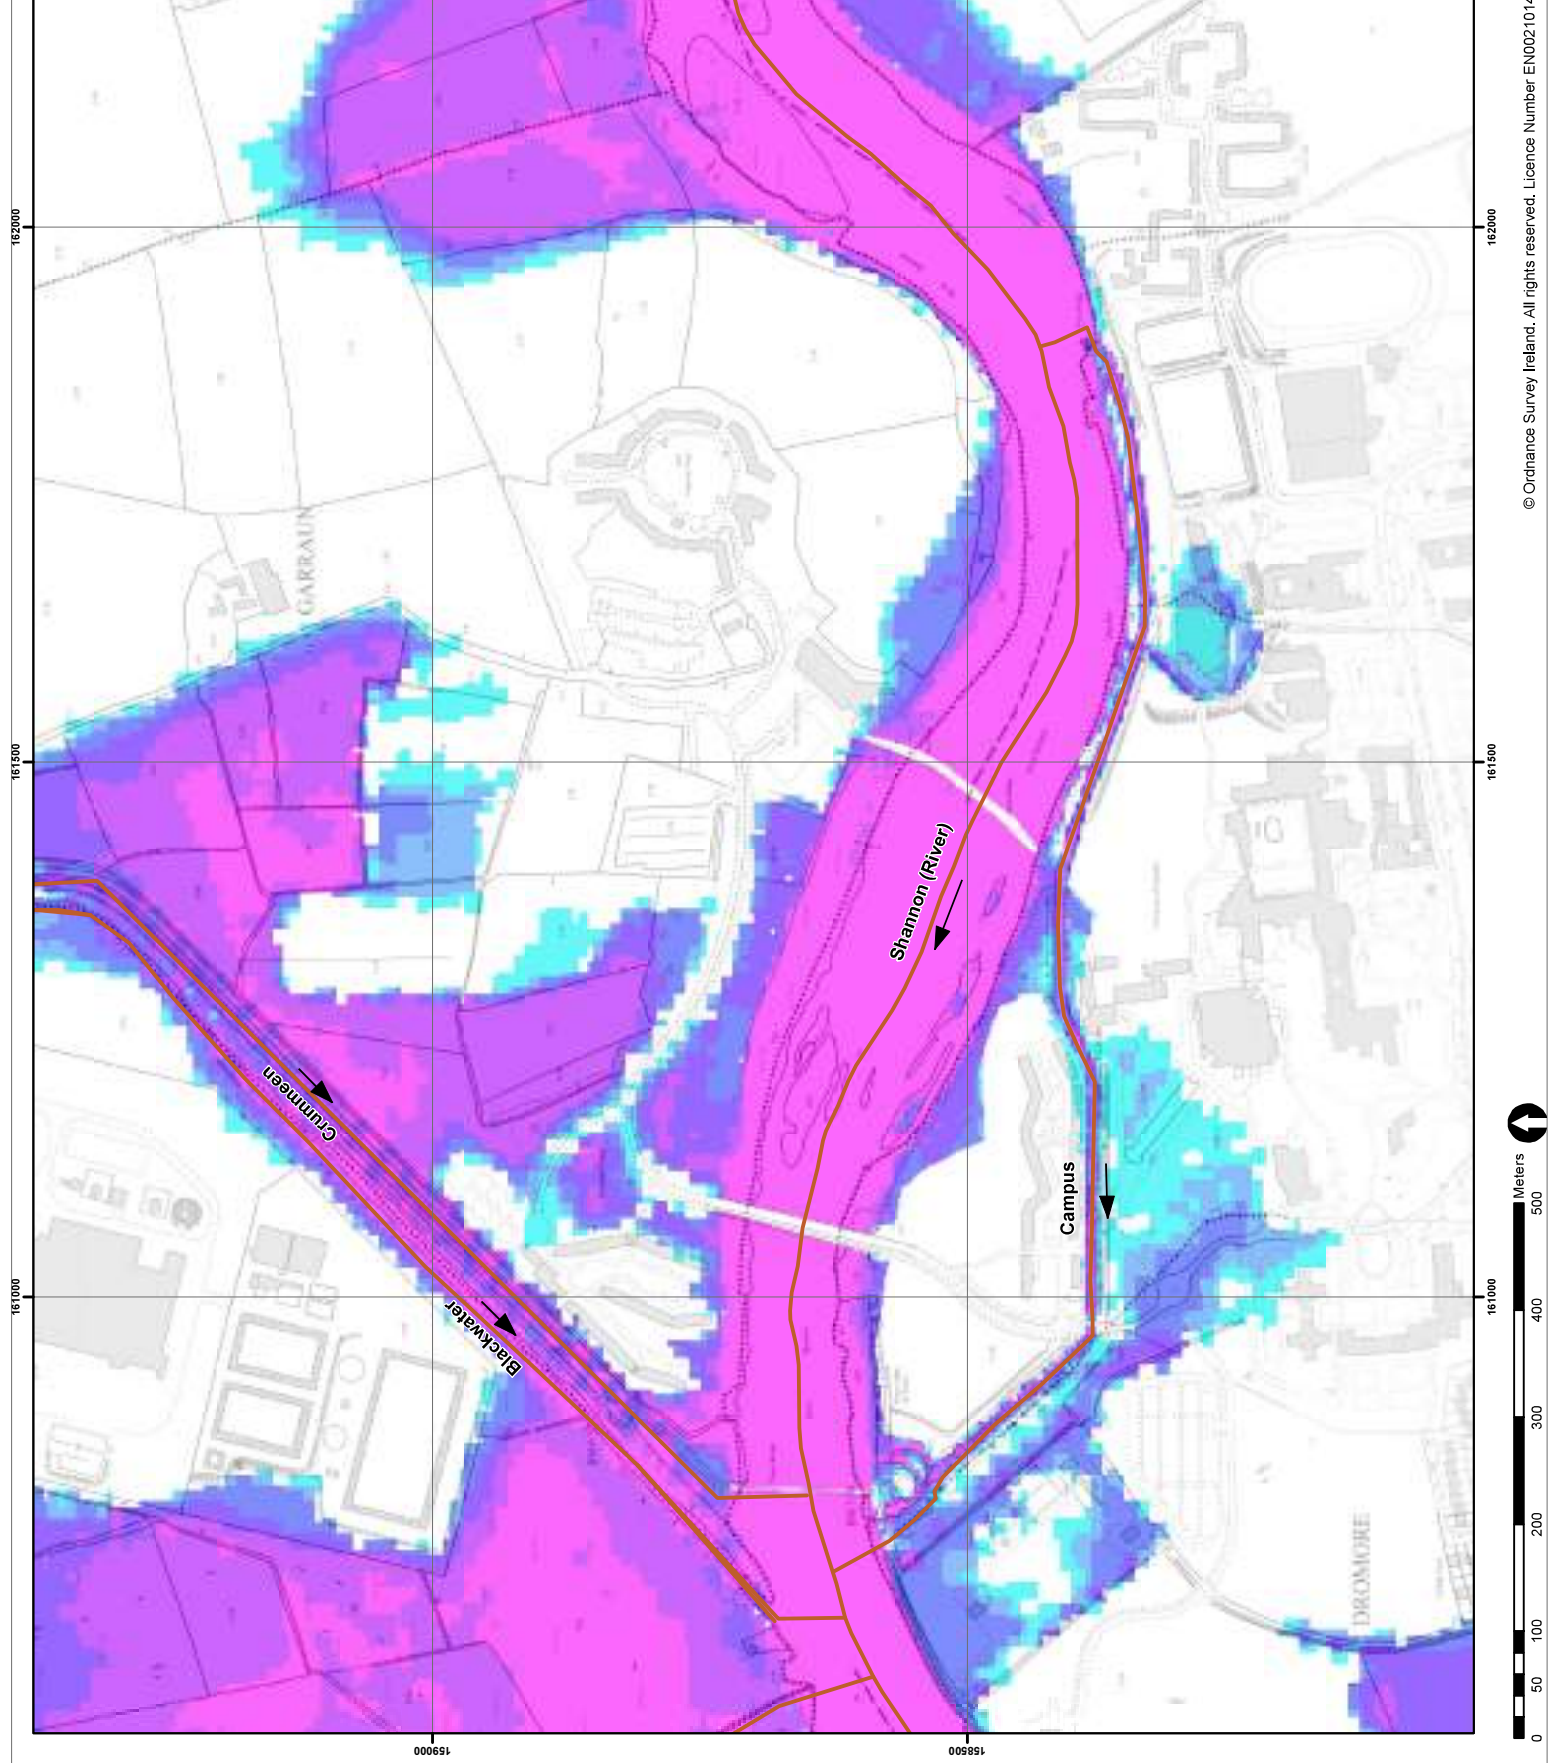 162000
162000
GARRAUN
161500
161500
Shannon (River)
Crummeen
Blackwater
Campus
161000
161000
DROMORE
159000
158500
© Ordnance Survey Ireland. All rights reserved. Licence Number EN0021014
Meters
0 50 100 200 300 400 500